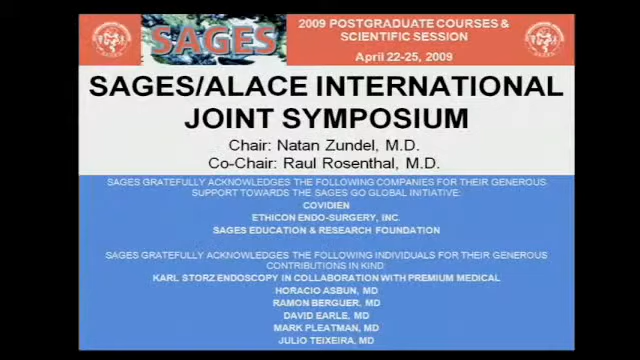 SAGES
2009 POSTGRADUATE COURSES &
SCIENTIFIC SESSION
April 22-25, 2009
SAGES/ALACE INTERNATIONAL
JOINT SYMPOSIUM
Chair: Natan Zundel, M.D.
Co-Chair: Raul Rosenthal, M.D.
SAGES GRATEFULLY ACKNOWLEDGES THE FOLLOWING COMPANIES FOR THEIR GENEROUS
SUPPORT TOWARDS THE SAGES GO GLOBAL INITIATIVE:
COVIDIEN
ETHICON ENDO-SURGERY, INC.
SAGES EDUCATION & RESEARCH FOUNDATION
SAGES GRATEFULLY ACKNOWLEDGES THE FOLLOWING INDIVIDUALS FOR THEIR GENEROUS
CONTRIBUTIONS IN KIND:
KARL STORZ ENDOSCOPY IN COLLABORATION WITH PREMIUM MEDICAL
HORACIO ASBUN, MD
RAMON BERGUER, MD
DAVID EARLE, MD
MARK PLEATMAN, MD
JULIO TEIXEIRA, MD